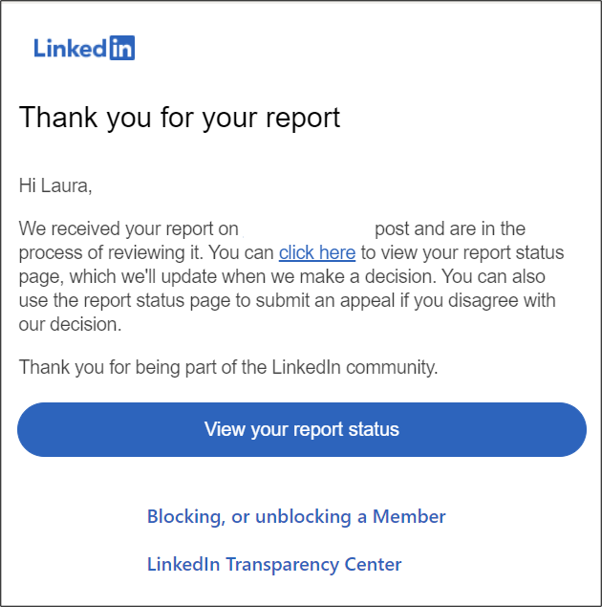 LinkedIn
Thank you for your report
Hi Laura,
We received your report on post and are in the
process of reviewing it. You can click here to view your report status
page, which we'll update when we make a decision. You can also
use the report status page to submit an appeal if you disagree with
our decision.
Thank you for being part of the LinkedIn community.
View your report status
Blocking, or unblocking a Member
LinkedIn Transparency Center